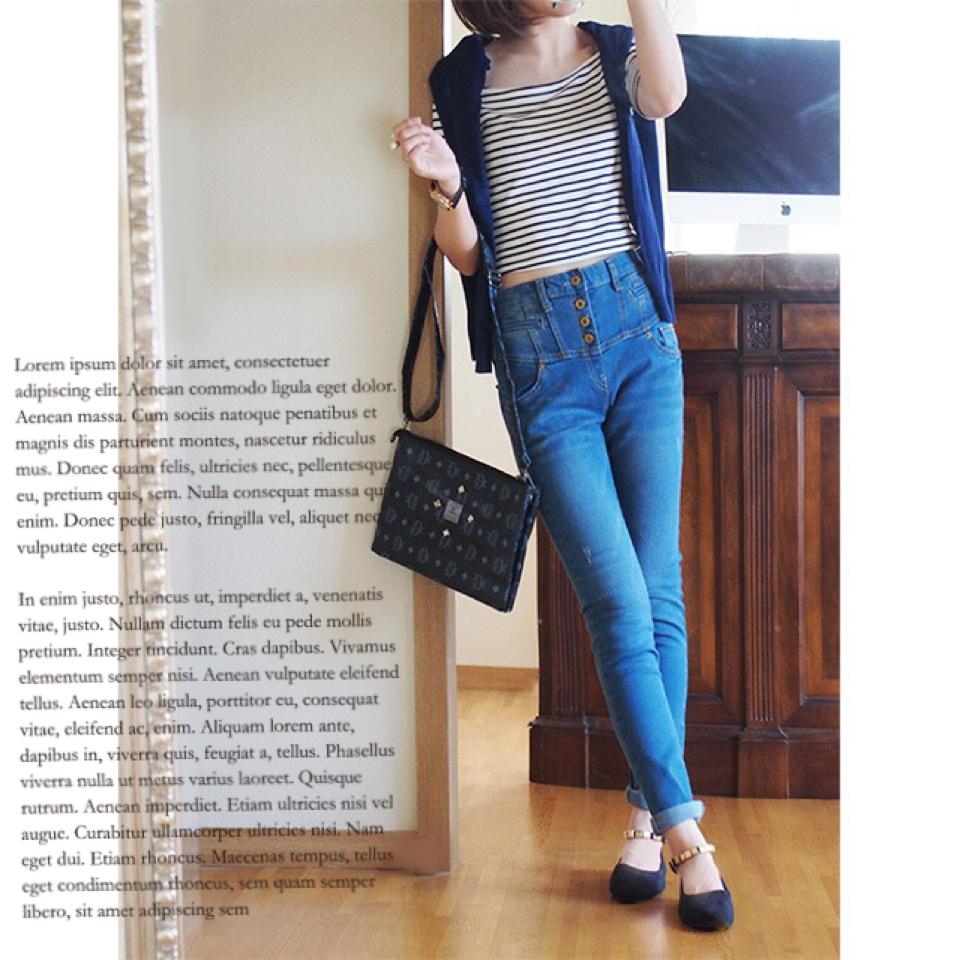 Lorem ipsum dolor sit amet, consectetuer
adipiscing elit. Aenean commodo ligula eget dolor.
Aenean massa. Cum sociis natoque penatibus et
magnis dis parturient montes, nascetur ridiculus
mus. Donec quam felis, ultricies nec, pellentesque
eu, pretium quis, sem. Nulla consequat massa qu
enim. Donec pede justo, fringilla vel, aliquet nec
vulputate eget, arcu.
In enim justo, rhoncus ut, imperdiet a, venenatis
vitae, justo. Nullam dictum felis eu pede mollis
pretium. Integer tincidunt. Cras dapibus. Vivamus
elementum semper nisi. Aenean vulputate eleifend
tellus. Aenean leo ligula, porttitor eu, consequat
vitae, eleifend ac, enim. Aliquam lorem ante,
dapibus in, viverra quis, feugiat a, tellus. Phasellus
viverra nulla ut metus varius laoreet. Quisque
rutrum. Aenean imperdiet. Etiam ultricies nisi vel
augue. Curabitur ullamcorper ultricies nisi. Nam
eget dui. Etiam rhoncus. Maecenas tempus, tellus
eget condimentum rhoncus, sem quam semper
libero, sit amet adipiscing sem